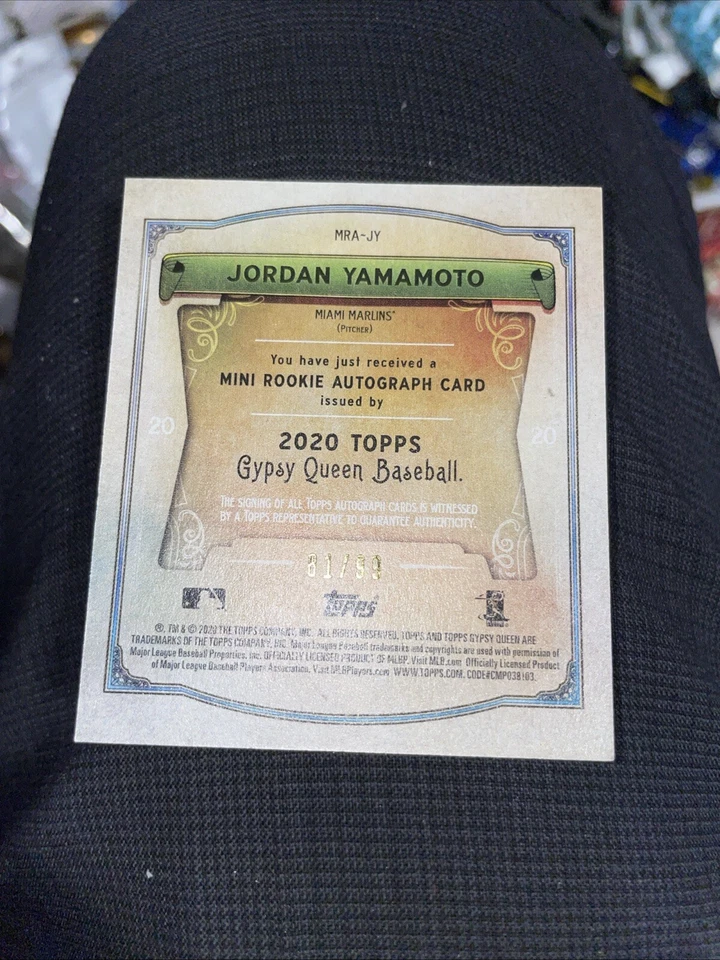 MRA-JY
JORDAN YAMAMOTO
MIAMI MARLINS®
(PITCHER)
You have just received a
MINI ROOKIE AUTOGRAPH CARD
issued by
20 20
2020 TOPPS
Gypsy Queen Baseball.
THE SIGNING OF ALL TOPPS AUTOGRAPH CARDS IS WITNESSED
BY A TOPPS REPRESENTATIVE TO GUARANTEE AUTHENTICITY.
81/99
Topps
®, TM & © 2020 THE TOPPS COMPANY, INC. ALL RIGHTS RESERVED. TOPPS AND TOPPS GYPSY QUEEN ARE
TRADEMARKS OF THE TOPPS COMPANY, INC. Major League Baseball trademarks and copyrights are used with permission of
Major League Baseball Properties, Inc. OFFICIALLY LICENSED PRODUCT OF MLBP. Visit MLB.com Officially Licensed Product
of Major League Baseball Players Association. Visit MLBPlayers.com WWW.TOPPS.COM. CODE#CMP038103.